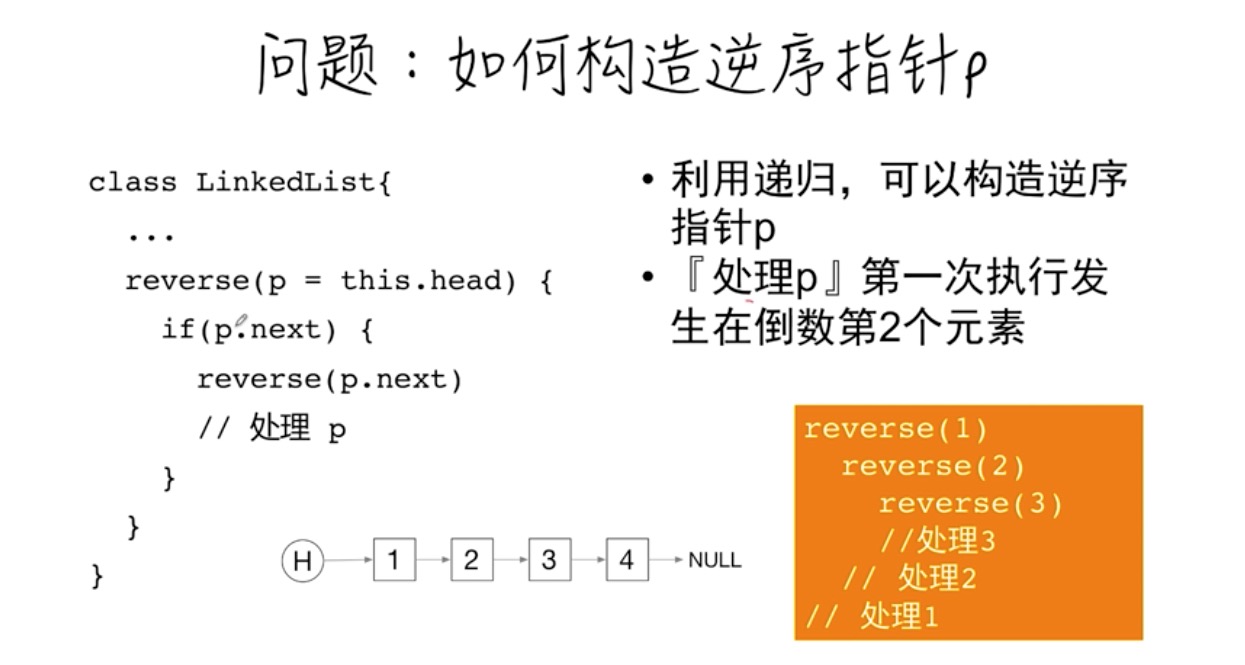 问题：如何构造逆序指针p
class LinkedList{
...
reverse(p = this.head) {
if(p.next) {
reverse(p.next)
// 处理 p
}
}
}
• 利用递归，可以构造逆序
指针p
• 『处理p』第一次执行发
生在倒数第2个元素
H 1 2 3 4 NULL
reverse(1)
reverse(2)
reverse(3)
//处理3
// 处理2
// 处理1